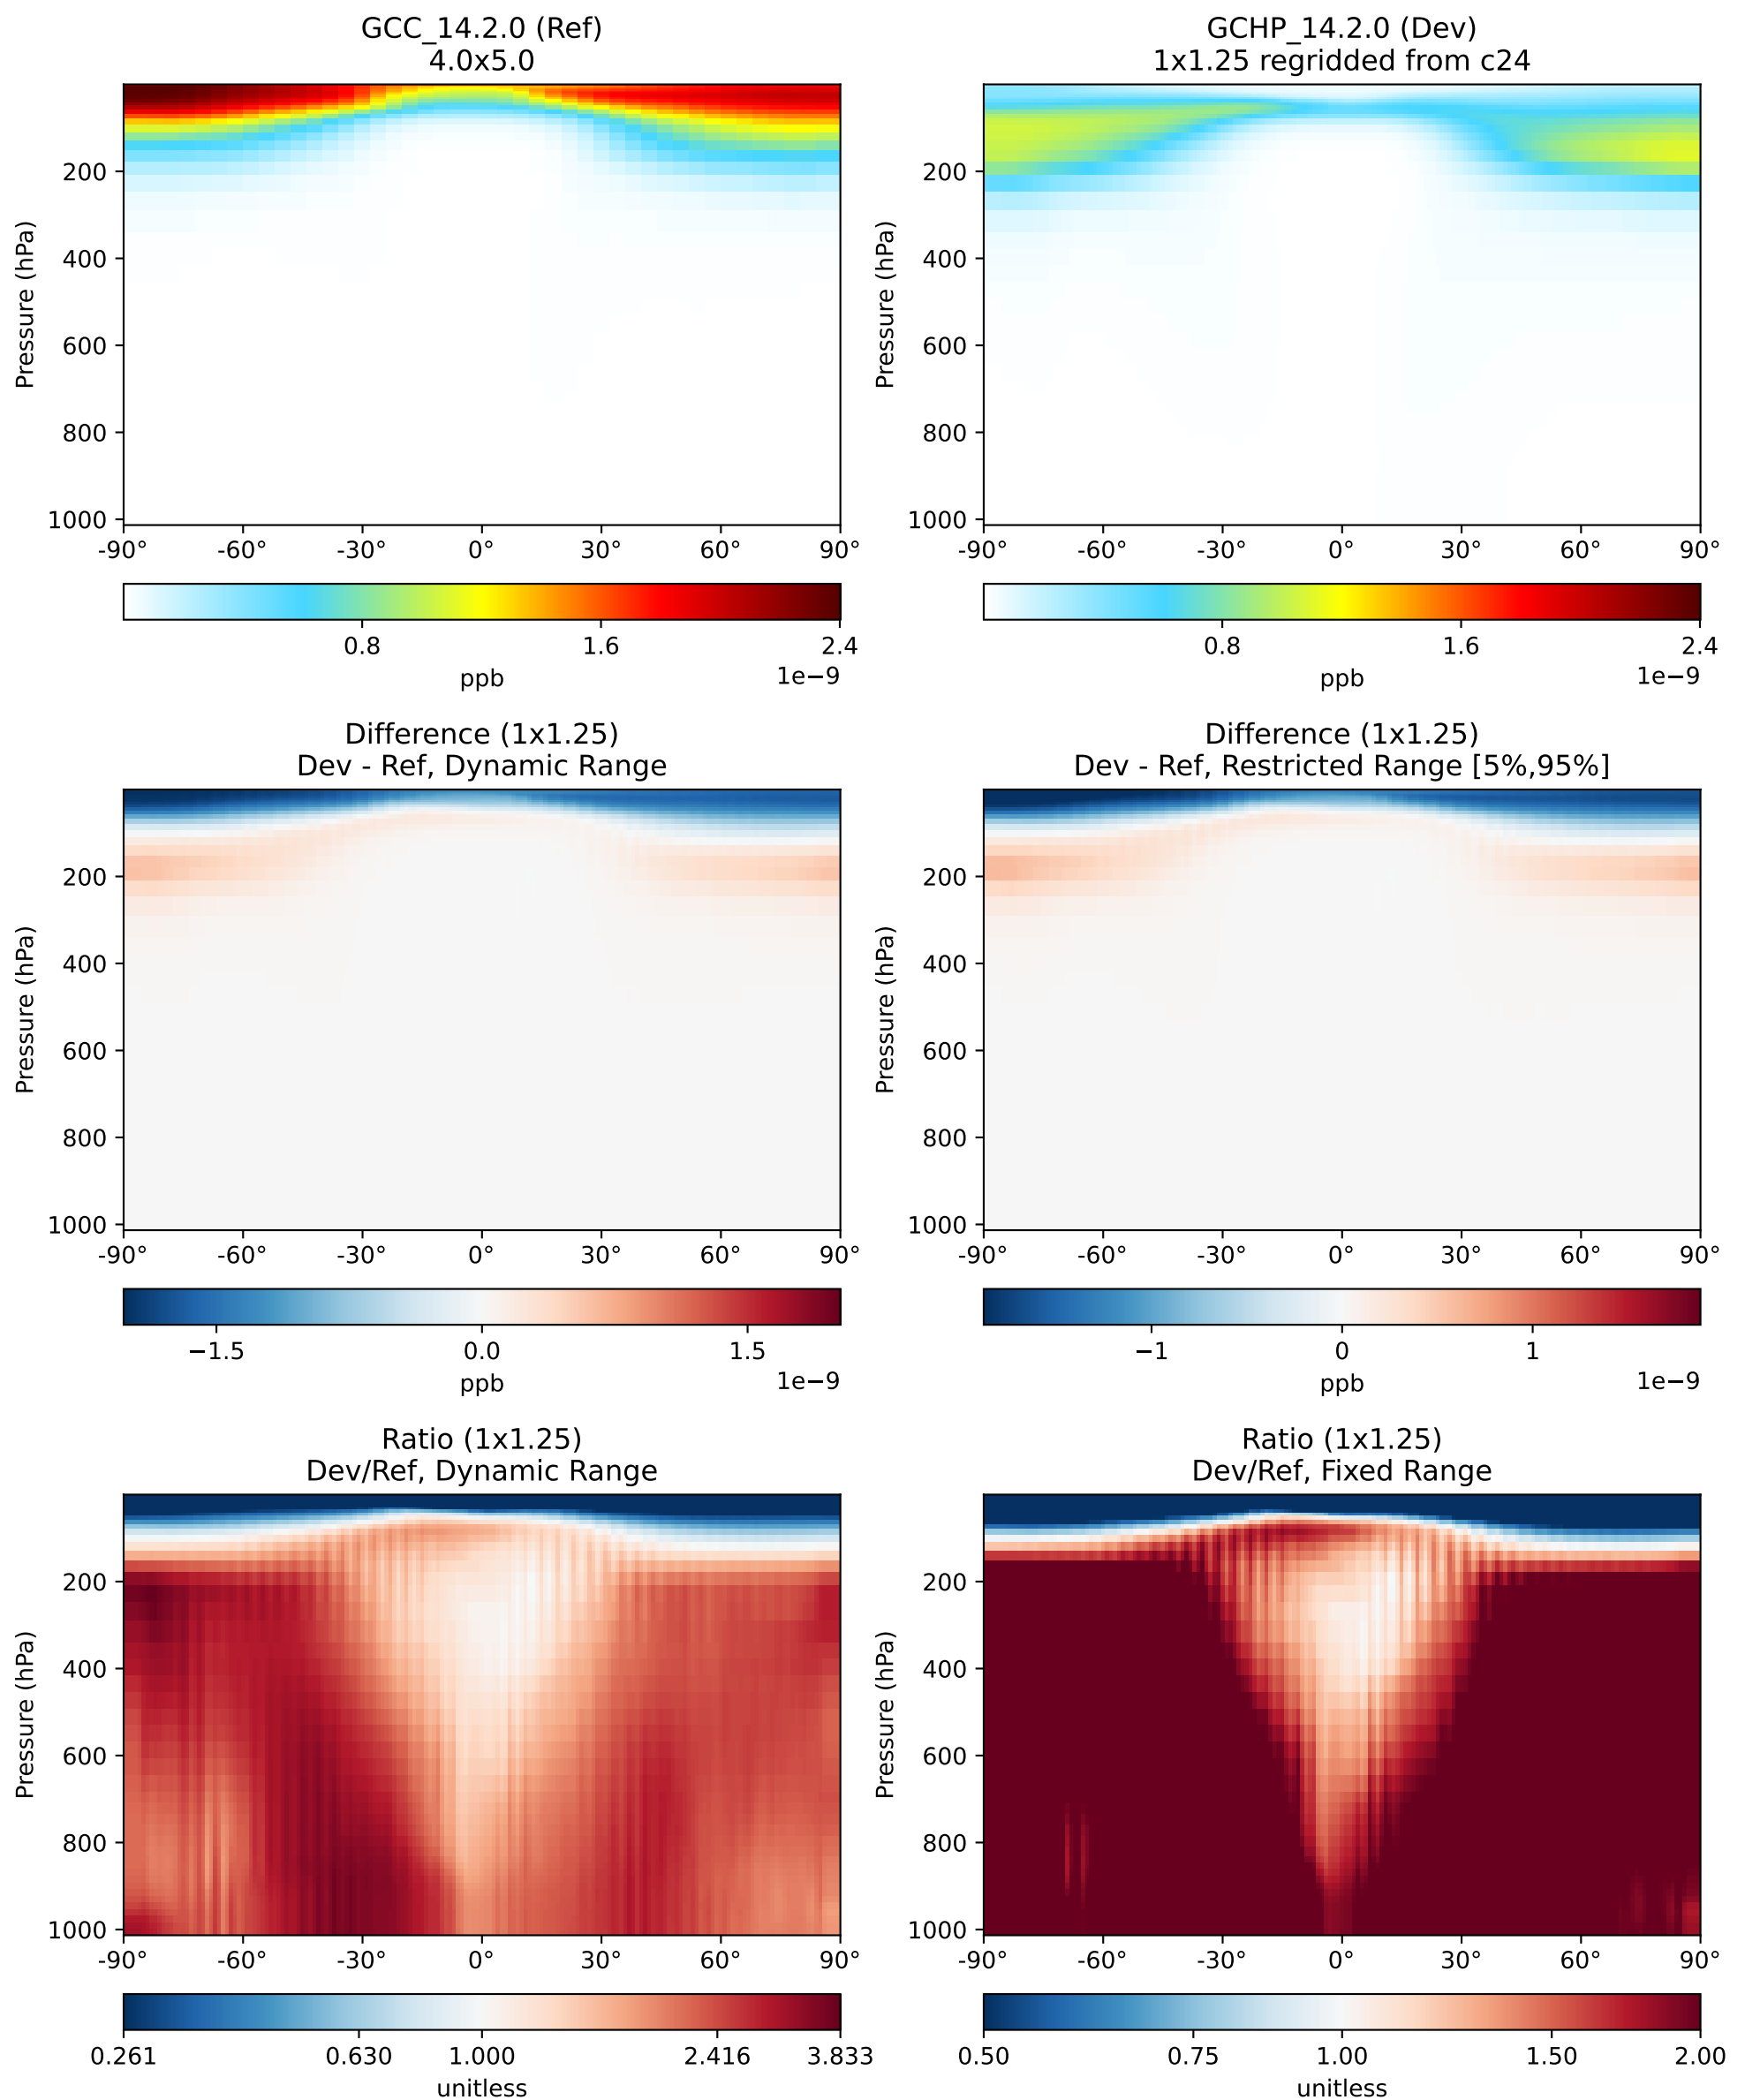 GCC_14.2.0 (Ref)
4.0x5.0
Pressure (hPa)
200
400
600
800
1000
-90° -60° -30° 0° 30° 60° 90°
0.8 1.6 2.4
1e−9
ppb
GCHP_14.2.0 (Dev)
1x1.25 regridded from c24
Pressure (hPa)
200
400
600
800
1000
-90° -60° -30° 0° 30° 60° 90°
0.8 1.6 2.4
1e−9
ppb
Difference (1x1.25)
Dev - Ref, Dynamic Range
Pressure (hPa)
200
400
600
800
1000
-90° -60° -30° 0° 30° 60° 90°
−1.5 0.0 1.5
1e−9
ppb
Difference (1x1.25)
Dev - Ref, Restricted Range [5%,95%]
Pressure (hPa)
200
400
600
800
1000
-90° -60° -30° 0° 30° 60° 90°
−1 0 1
1e−9
ppb
Ratio (1x1.25)
Dev/Ref, Dynamic Range
Pressure (hPa)
200
400
600
800
1000
-90° -60° -30° 0° 30° 60° 90°
0.261 0.630 1.000 2.416 3.833
unitless
Ratio (1x1.25)
Dev/Ref, Fixed Range
Pressure (hPa)
200
400
600
800
1000
-90° -60° -30° 0° 30° 60° 90°
0.50 0.75 1.00 1.50 2.00
unitless